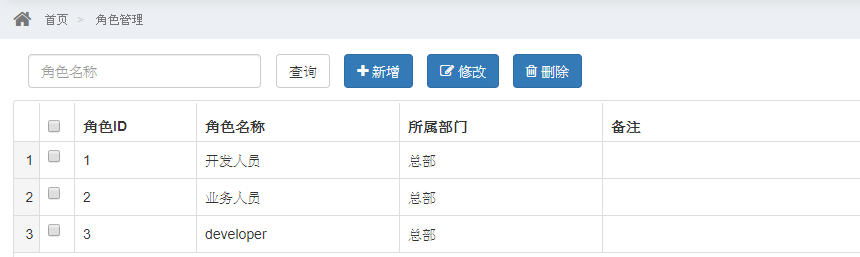 首页 > 角色管理
角色名称 查询 新增 修改 删除
角色ID 角色名称 所属部门 备注
1 1 开发人员 总部
2 2 业务人员 总部
3 3 developer 总部